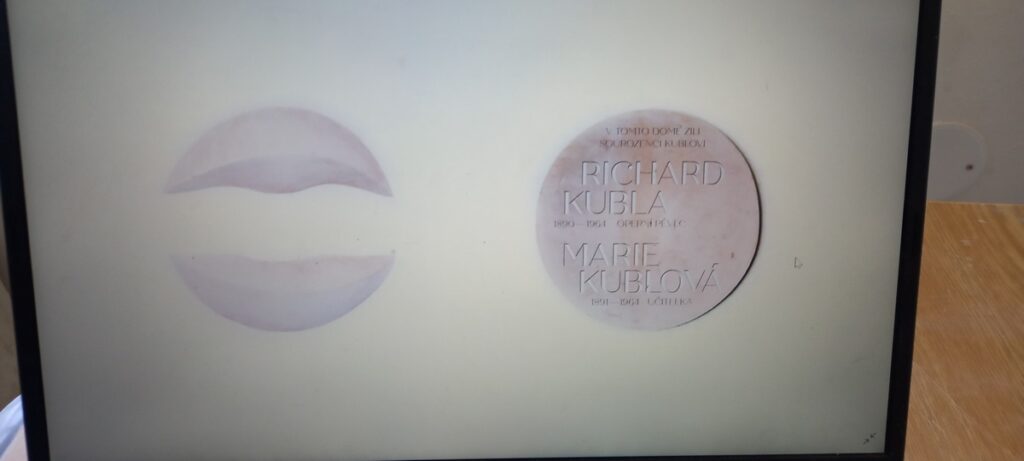 V TOMTO DOMĚ ŽILI
SOUROZENCI KUBLOVI
RICHARD
KUBLA
1890—1964 OPERNÍ PĚVEC
MARIE
KUBLOVÁ
1891—1964 UČITELKA